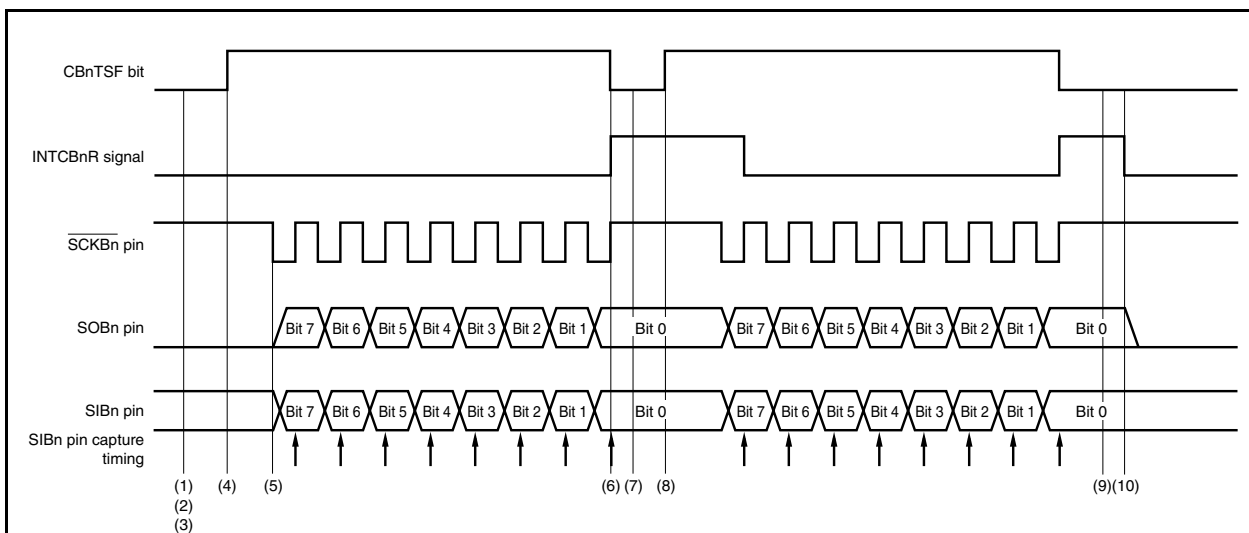 CBnTSF bit
INTCBnR signal
SCKBn pin
SOBn pin
Bit 7 Bit 6 Bit 5 Bit 4 Bit 3 Bit 2 Bit 1 Bit 0 Bit 7 Bit 6 Bit 5 Bit 4 Bit 3 Bit 2 Bit 1 Bit 0
SIBn pin
Bit 7 Bit 6 Bit 5 Bit 4 Bit 3 Bit 2 Bit 1 Bit 0 Bit 7 Bit 6 Bit 5 Bit 4 Bit 3 Bit 2 Bit 1 Bit 0
SIBn pin capture
timing
(1) (4) (5) (6) (7) (8) (9) (10)
(2)
(3)